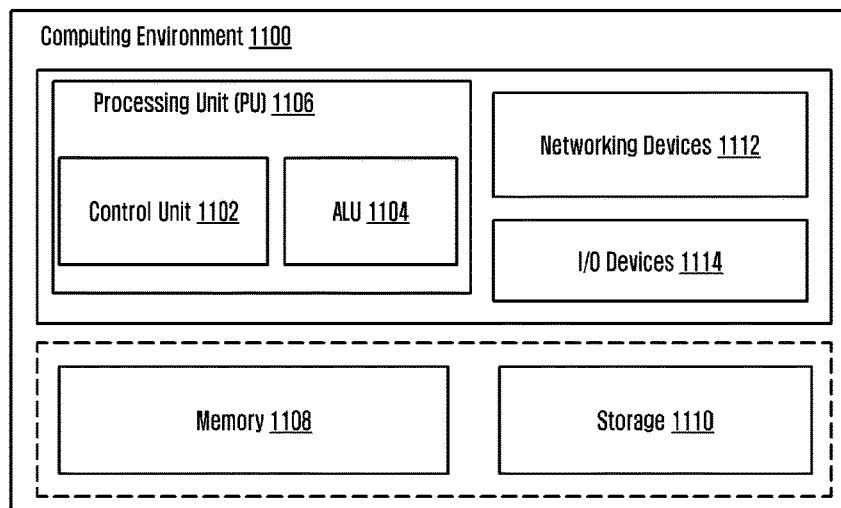 Computing Environment 1100
Processing Unit (PU) 1106
Control Unit 1102
ALU 1104
Networking Devices 1112
I/O Devices 1114
Memory 1108
Storage 1110